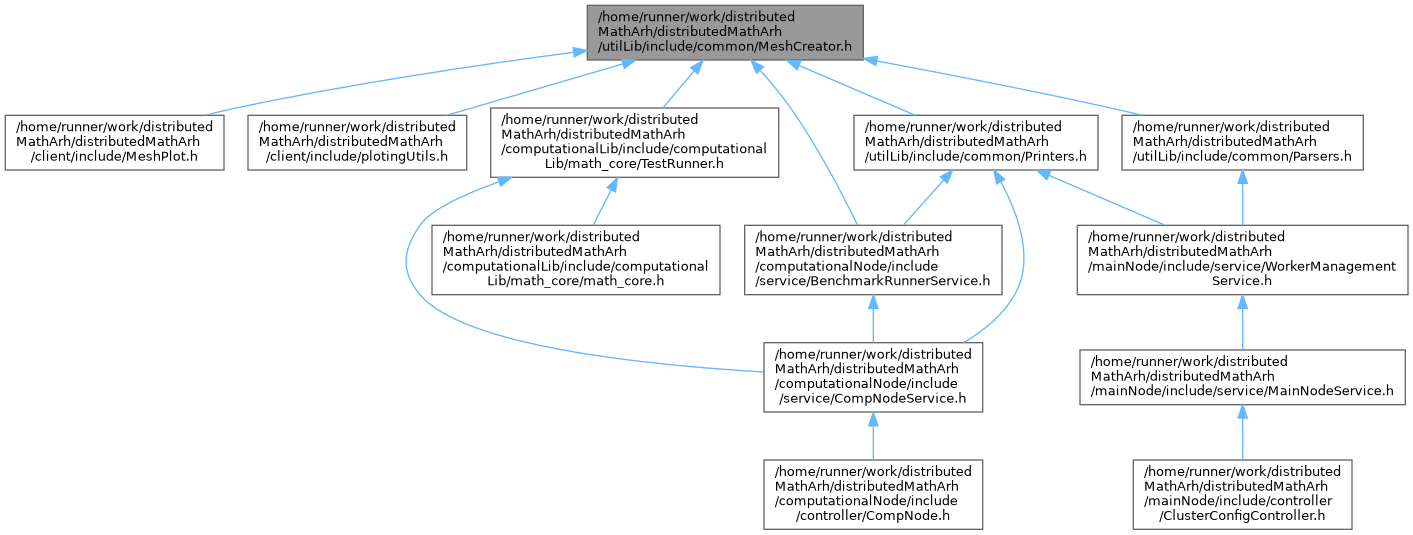 /home/runner/work/distributed
MathArh/distributedMathArh
/utilLib/include/common/MeshCreator.h
/home/runner/work/distributed
MathArh/distributedMathArh
/client/include/MeshPlot.h
/home/runner/work/distributed
MathArh/distributedMathArh
/client/include/plotingUtils.h
/home/runner/work/distributed
MathArh/distributedMathArh
/computationalLib/include/computational
Lib/math_core/TestRunner.h
/home/runner/work/distributed
MathArh/distributedMathArh
/utilLib/include/common/Printers.h
/home/runner/work/distributed
MathArh/distributedMathArh
/utilLib/include/common/Parsers.h
/home/runner/work/distributed
MathArh/distributedMathArh
/computationalLib/include/computational
Lib/math_core/math_core.h
/home/runner/work/distributed
MathArh/distributedMathArh
/computationalNode/include
/service/BenchmarkRunnerService.h
/home/runner/work/distributed
MathArh/distributedMathArh
/mainNode/include/service/WorkerManagement
Service.h
/home/runner/work/distributed
MathArh/distributedMathArh
/computationalNode/include
/service/CompNodeService.h
/home/runner/work/distributed
MathArh/distributedMathArh
/mainNode/include/service/MainNodeService.h
/home/runner/work/distributed
MathArh/distributedMathArh
/computationalNode/include
/controller/CompNode.h
/home/runner/work/distributed
MathArh/distributedMathArh
/mainNode/include/controller
/ClusterConfigController.h